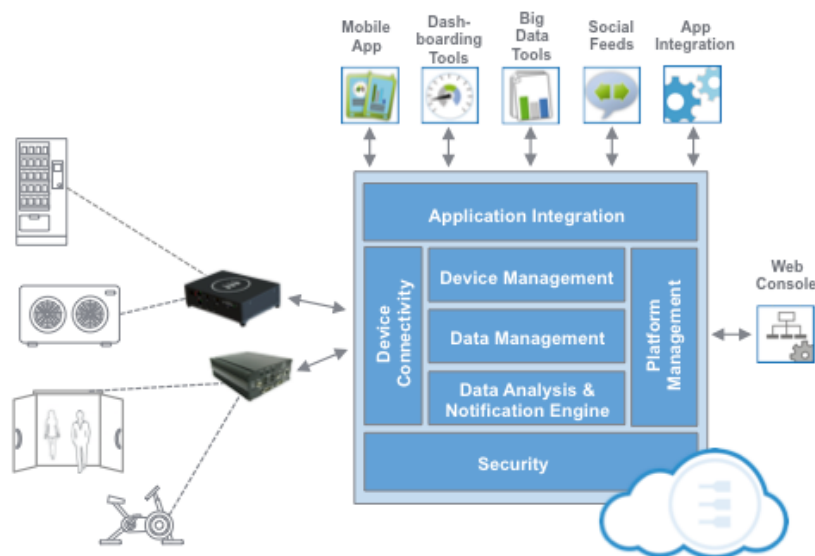 Mobile
App
Dash-
boarding
Tools
Big
Data
Tools
Social
Feeds
App
Integration
Application Integration
Device
Connectivity
Device Management
Data Management
Data Analysis &
Notification Engine
Platform
Management
Security
Web
Console